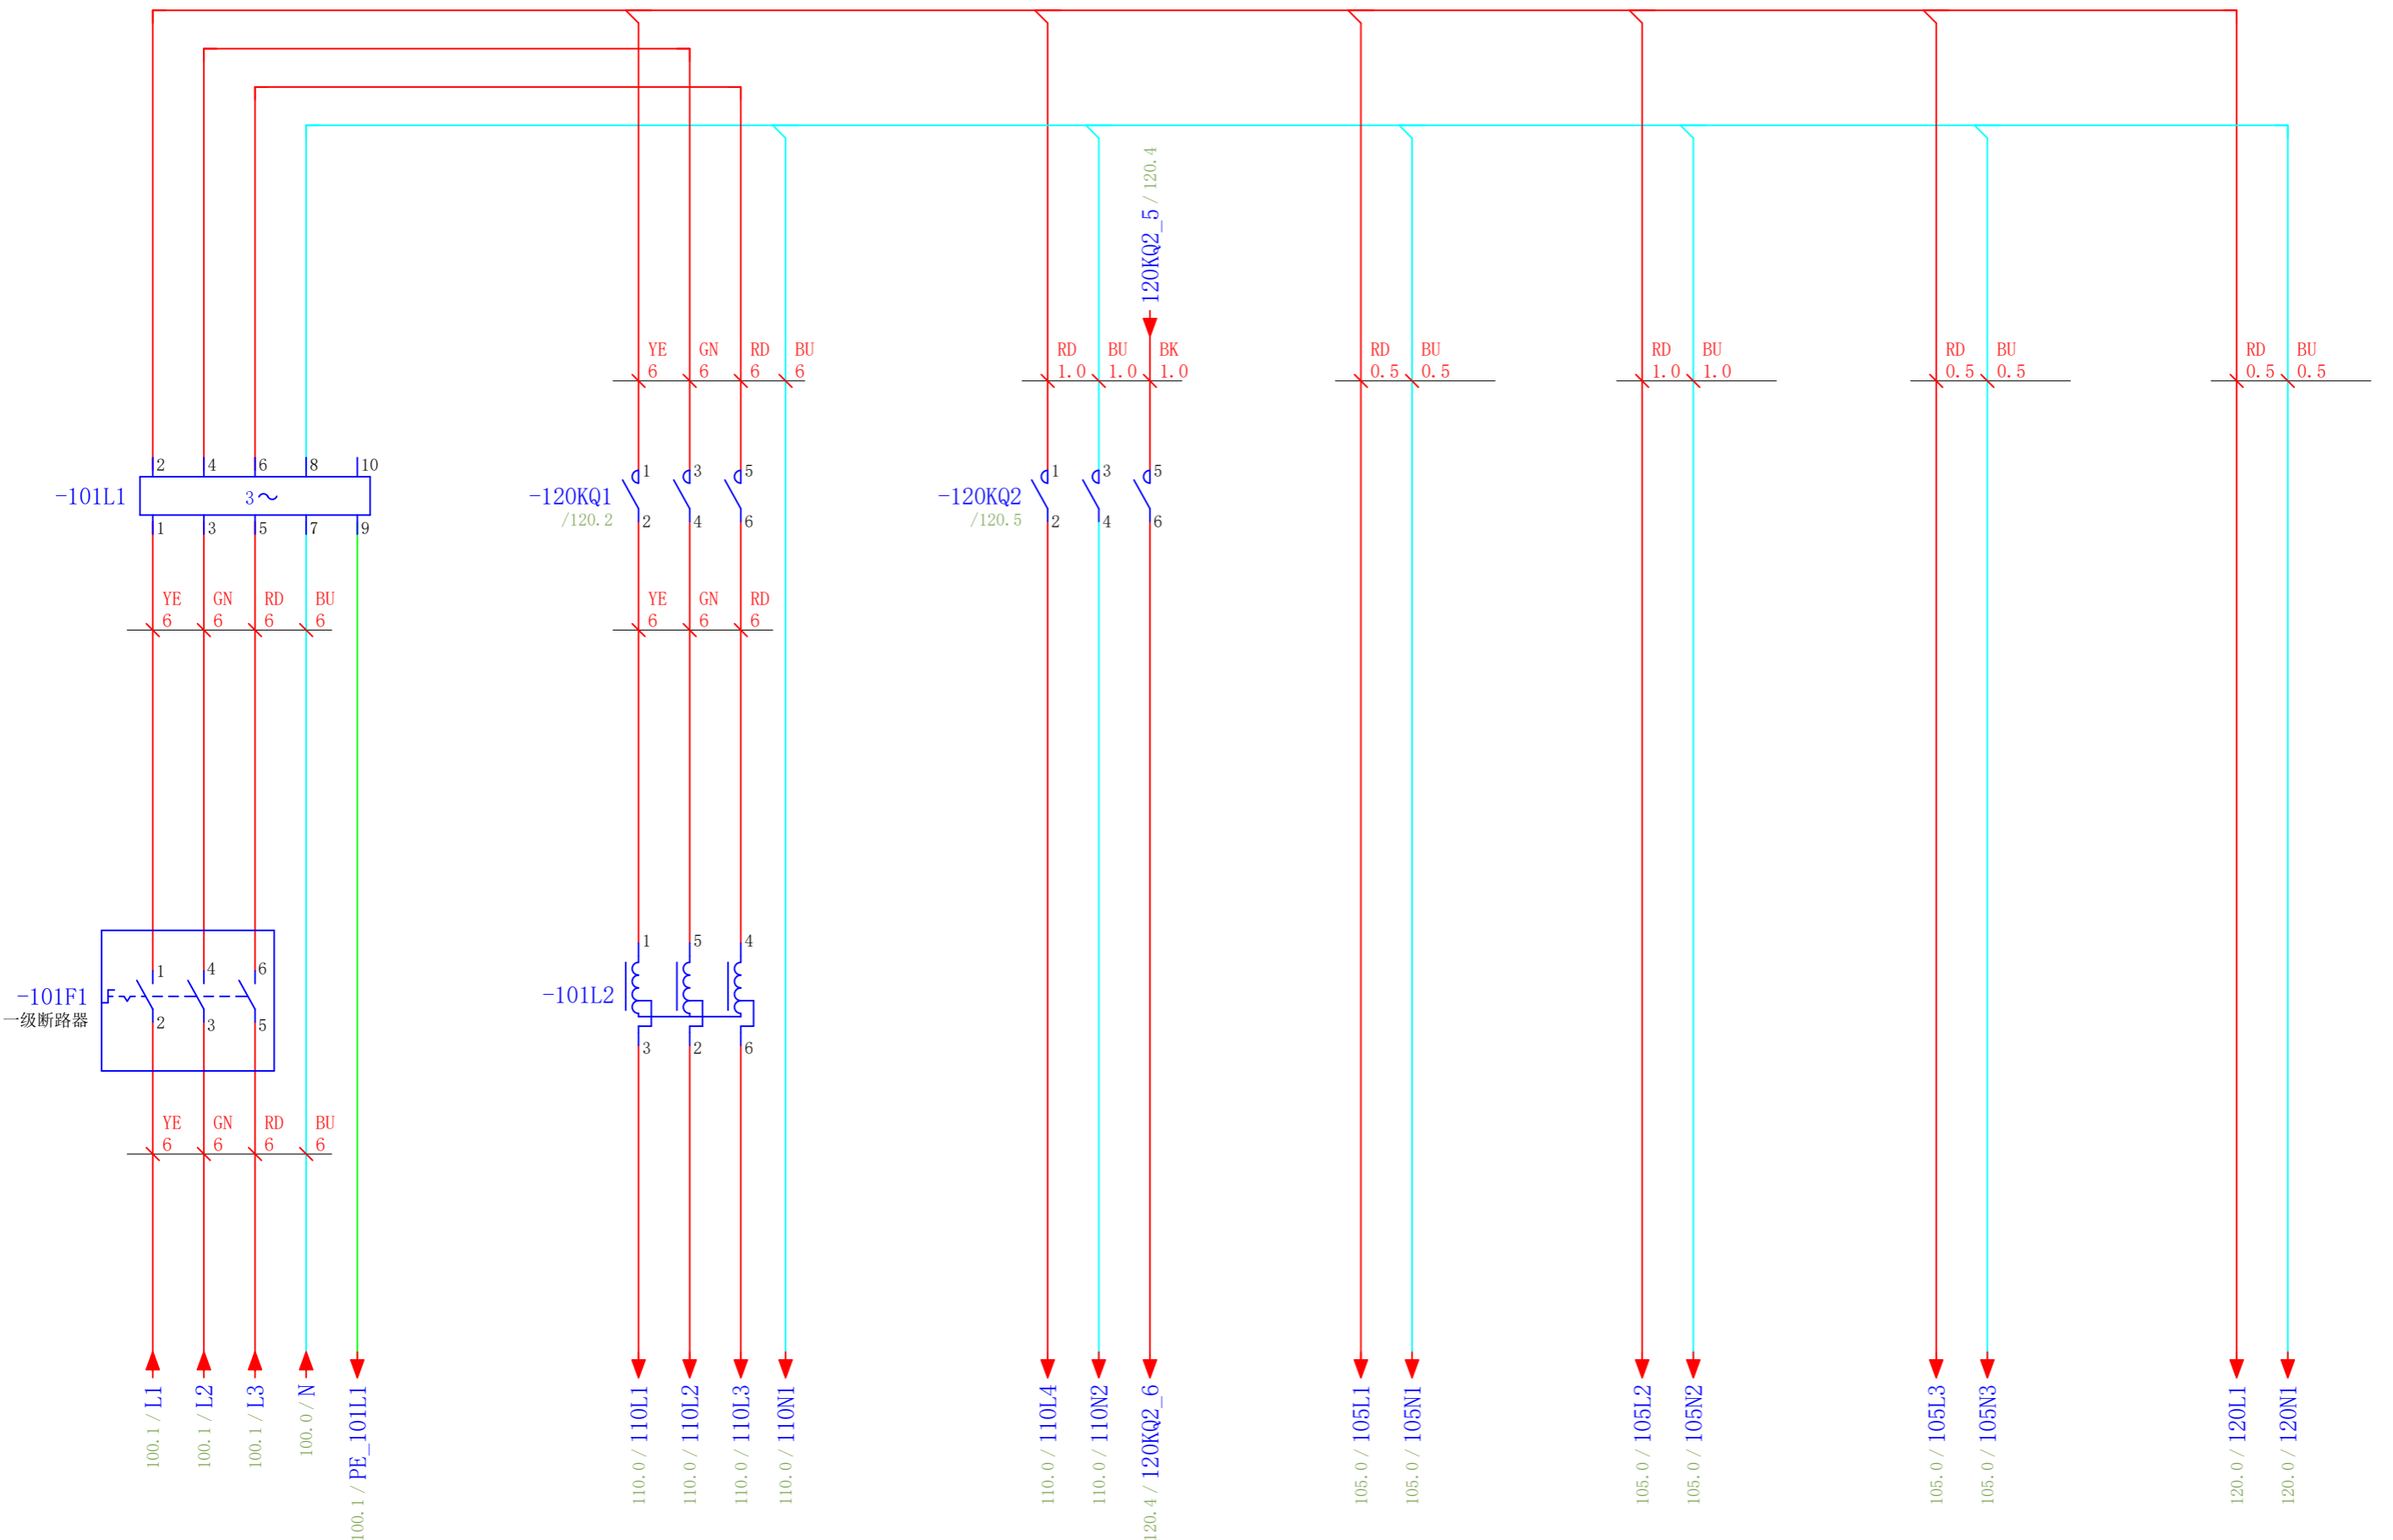 120KQ2_5 / 120.4
YE GN RD BU
6 6 6 6
RD BU BK
1.0 1.0 1.0
RD BU
0.5 0.5
RD BU
1.0 1.0
RD BU
0.5 0.5
RD BU
0.5 0.5
2 4 6 8 10
-101L1
3～
1 3 5 7 9
1 3 5
-120KQ1
/120.2
2 4 6
1 3 5
-120KQ2
/120.5
2 4 6
YE GN RD BU
6 6 6 6
YE GN RD
6 6 6
1 4 6
-101F1
一级断路器
2 3 5
1 5 4
-101L2
3 2 6
YE GN RD BU
6 6 6 6
100.1 / L1
100.1 / L2
100.1 / L3
100.0 / N
100.1 / PE_101L1
110.0 / 110L1
110.0 / 110L2
110.0 / 110L3
110.0 / 110N1
110.0 / 110L4
110.0 / 110N2
120.4 / 120KQ2_6
105.0 / 105L1
105.0 / 105N1
105.0 / 105L2
105.0 / 105N2
105.0 / 105L3
105.0 / 105N3
120.0 / 120L1
120.0 / 120N1